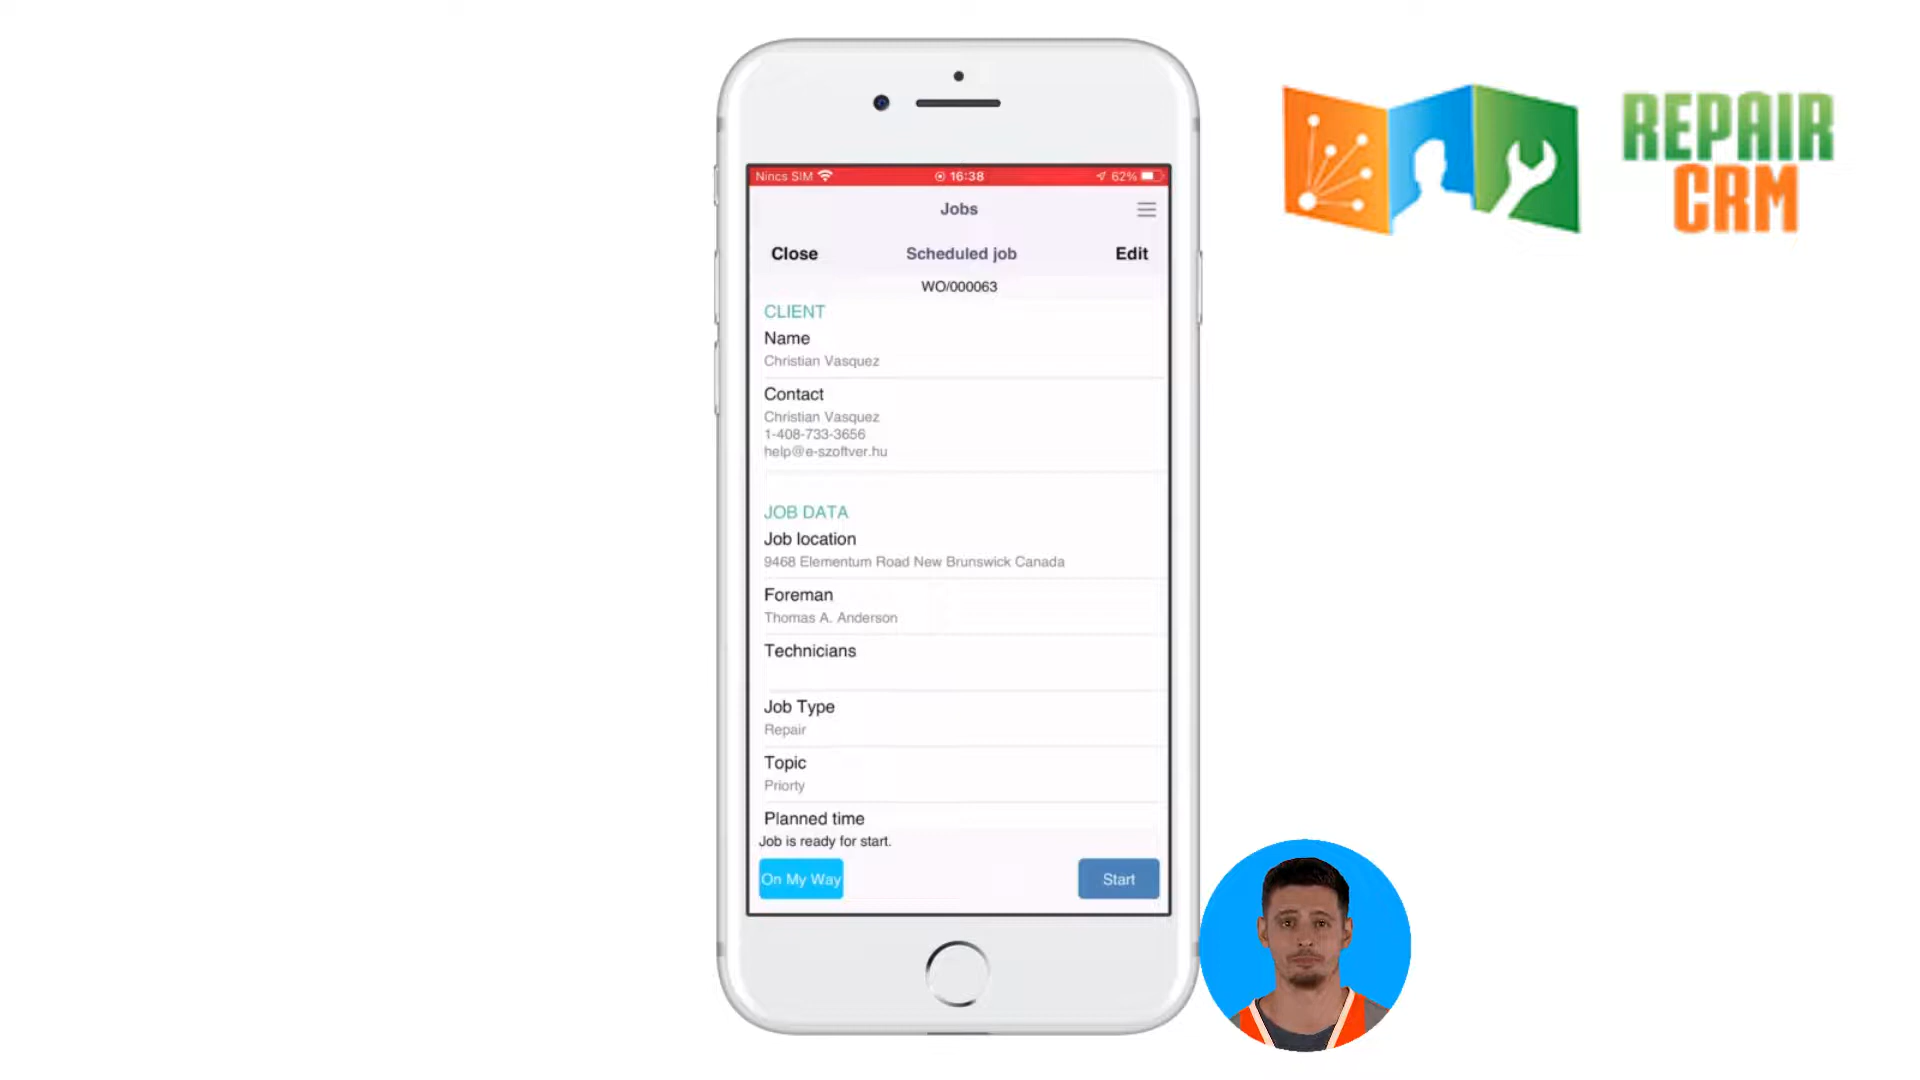 REPAIR
CRM
Nincs SIM 16:38 62%
Jobs
Close Scheduled job Edit
WO/000063
CLIENT
Name
Christian Vasquez
Contact
Christian Vasquez
1-408-733-3656
help@e-szoftver.hu
JOB DATA
Job location
9468 Elementum Road New Brunswick Canada
Foreman
Thomas A. Anderson
Technicians
Job Type
Repair
Topic
Priorty
Planned time
Job is ready for start.
On My Way Start